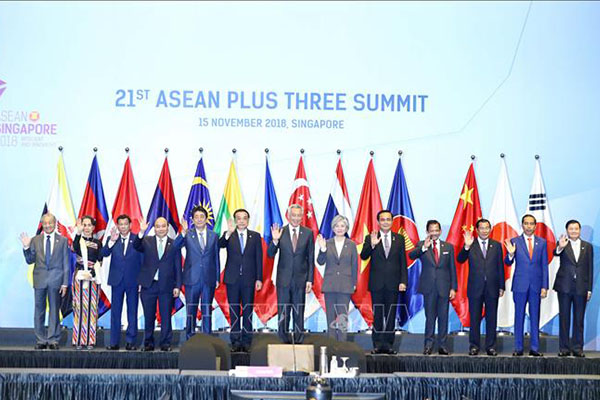 21ST ASEAN PLUS THREE SUMMIT
15 NOVEMBER 2018, SINGAPORE
ASEAN
SINGAPORE
2018